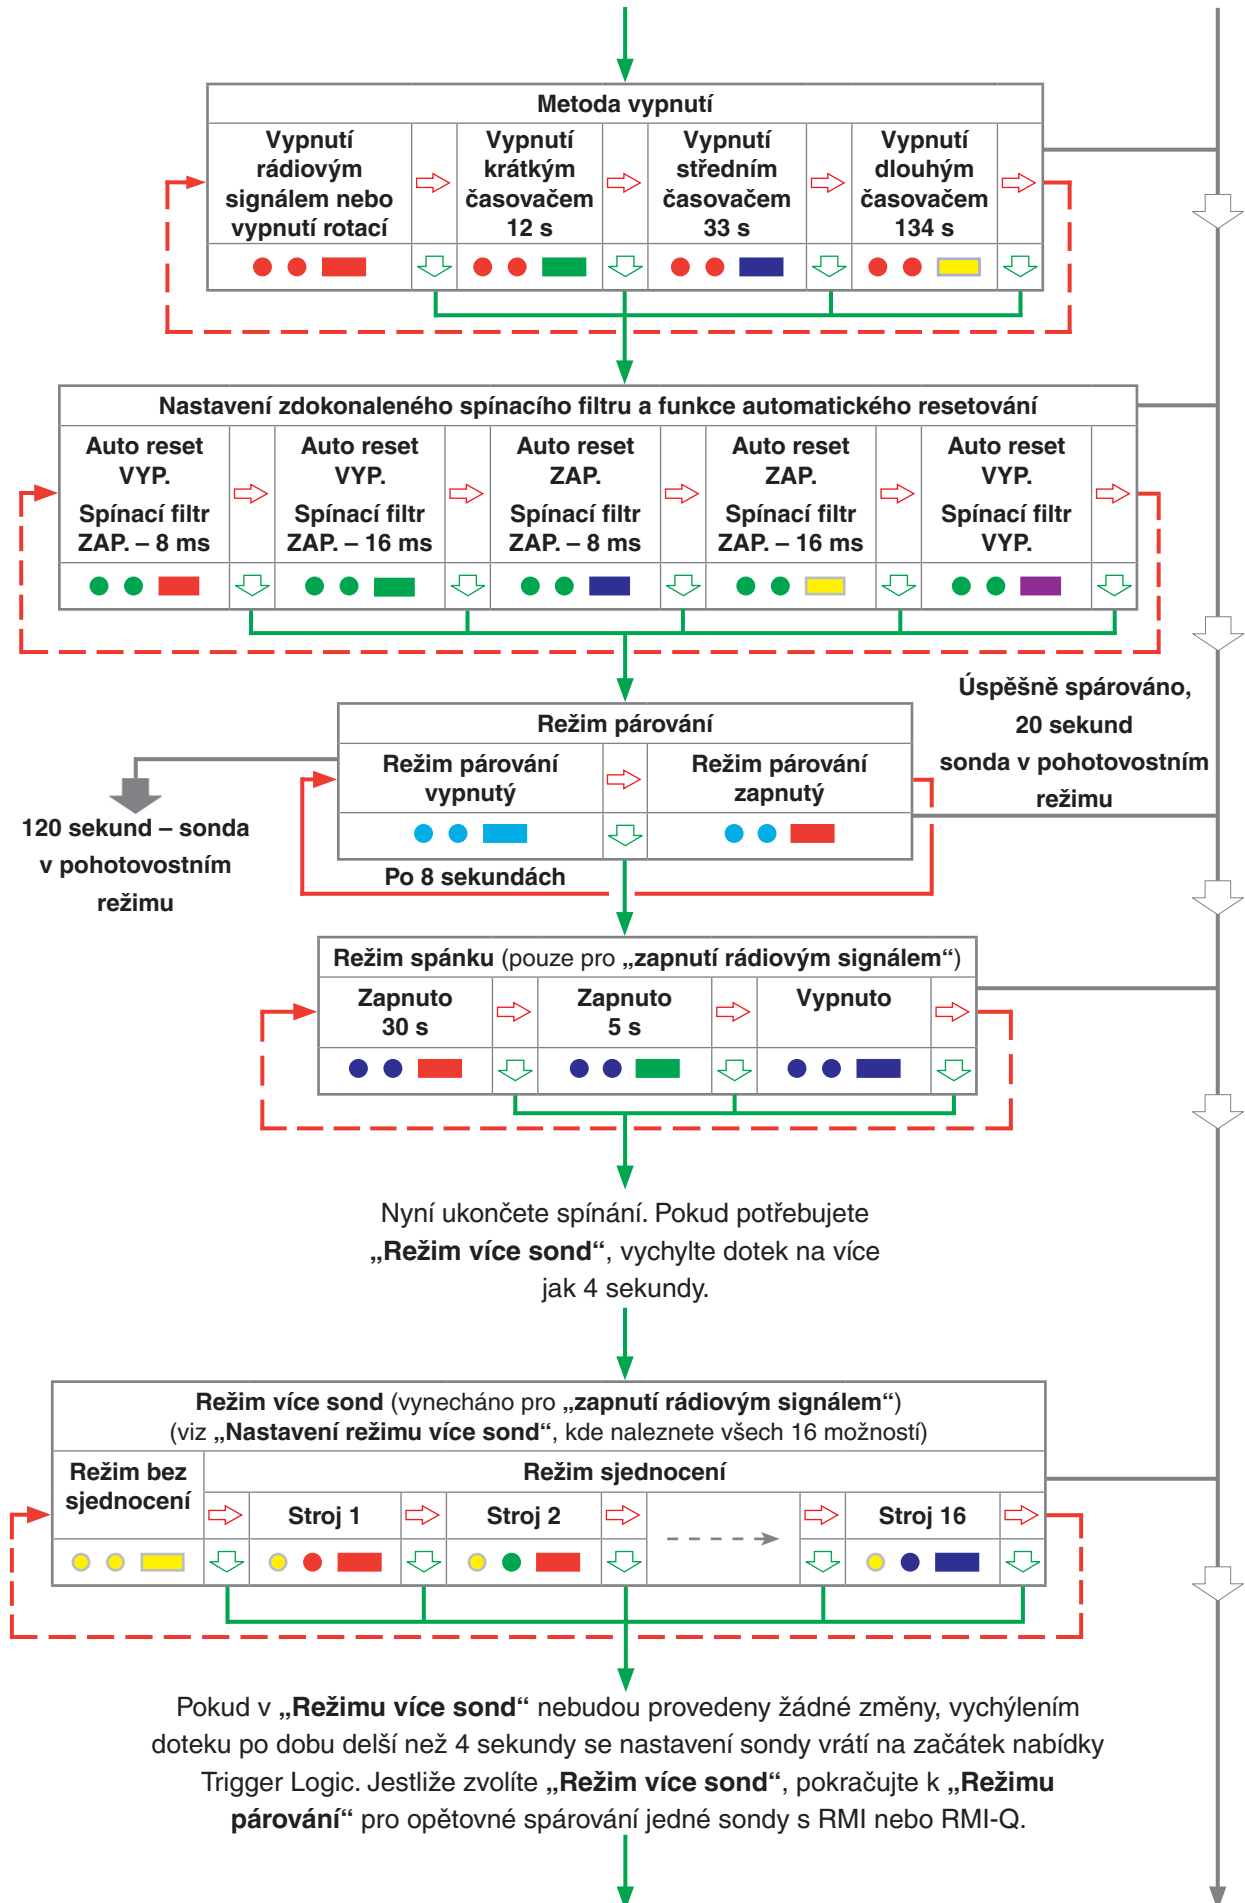 Metoda vypnutí
Vypnutí
rádiovým
signálem nebo
vypnutí rotací
Vypnutí
krátkým
časovačem
12 s
Vypnutí
středním
časovačem
33 s
Vypnutí
dlouhým
časovačem
134 s
Nastavení zdokonaleného spínacího filtru a funkce automatického resetování
Auto reset
VYP.
Spínací filtr
ZAP. – 8 ms
Auto reset
VYP.
Spínací filtr
ZAP. – 16 ms
Auto reset
ZAP.
Spínací filtr
ZAP. – 8 ms
Auto reset
ZAP.
Spínací filtr
ZAP. – 16 ms
Auto reset
VYP.
Spínací filtr
VYP.
Úspěšně spárováno,
20 sekund
sonda v pohotovostním
režimu
Režim párování
Režim párování
vypnutý
Režim párování
zapnutý
120 sekund – sonda
v pohotovostním
režimu
Po 8 sekundách
Režim spánku (pouze pro „zapnutí rádiovým signálem“)
Zapnuto
30 s
Zapnuto
5 s
Vypnuto
Nyní ukončete spínání. Pokud potřebujete
„Režim více sond“, vychylte dotek na více
jak 4 sekundy.
Režim více sond (vynecháno pro „zapnutí rádiovým signálem“)
(viz „Nastavení režimu více sond“, kde naleznete všech 16 možností)
Režim bez
sjednocení
Režim sjednocení
Stroj 1
Stroj 2
Stroj 16
Pokud v „Režimu více sond“ nebudou provedeny žádné změny, vychýlením
doteku po dobu delší než 4 sekundy se nastavení sondy vrátí na začátek nabídky
Trigger Logic. Jestliže zvolíte „Režim více sond“, pokračujte k „Režimu
párování“ pro opětovné spárování jedné sondy s RMI nebo RMI-Q.